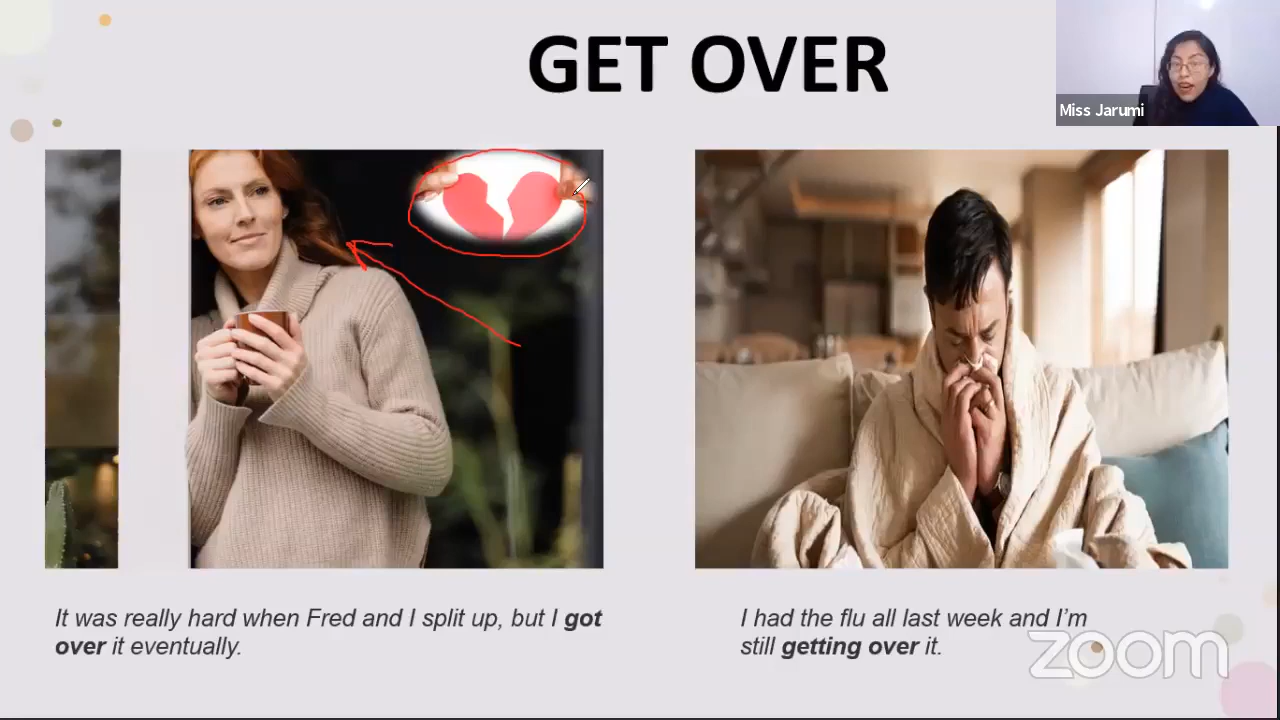 GET OVER
Miss Jarumi
It was really hard when Fred and I split up, but I got
over it eventually.
I had the flu all last week and I'm
still getting over it.
zoom